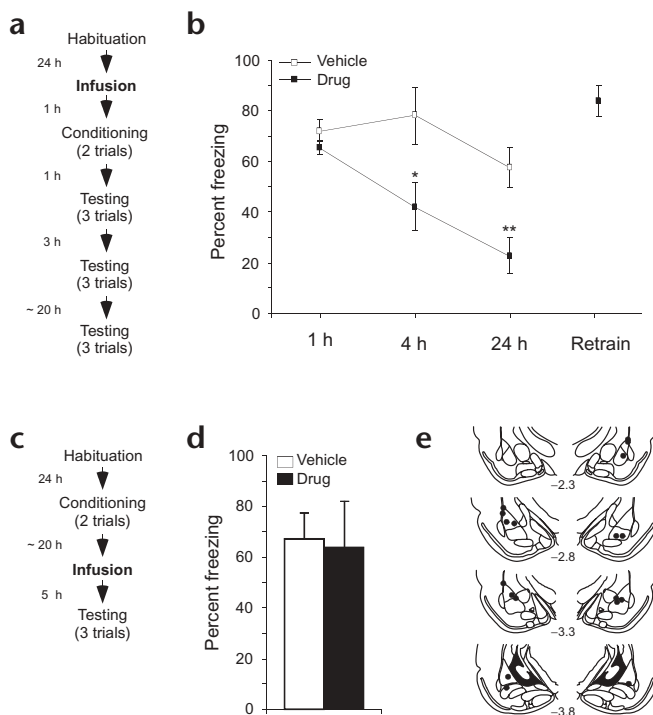 a
Habituation
24 h
Infusion
1 h
Conditioning
(2 trials)
1 h
Testing
(3 trials)
3 h
Testing
(3 trials)
~ 20 h
Testing
(3 trials)
b
Vehicle
Drug
Percent freezing
100
80
60
40
20
0
*
**
1 h
4 h
24 h
Retrain
c
Habituation
24 h
Conditioning
(2 trials)
~ 20 h
Infusion
5 h
Testing
(3 trials)
d
Vehicle
Drug
Percent freezing
100
80
60
40
20
0
e
–2.3
–2.8
–3.3
–3.8